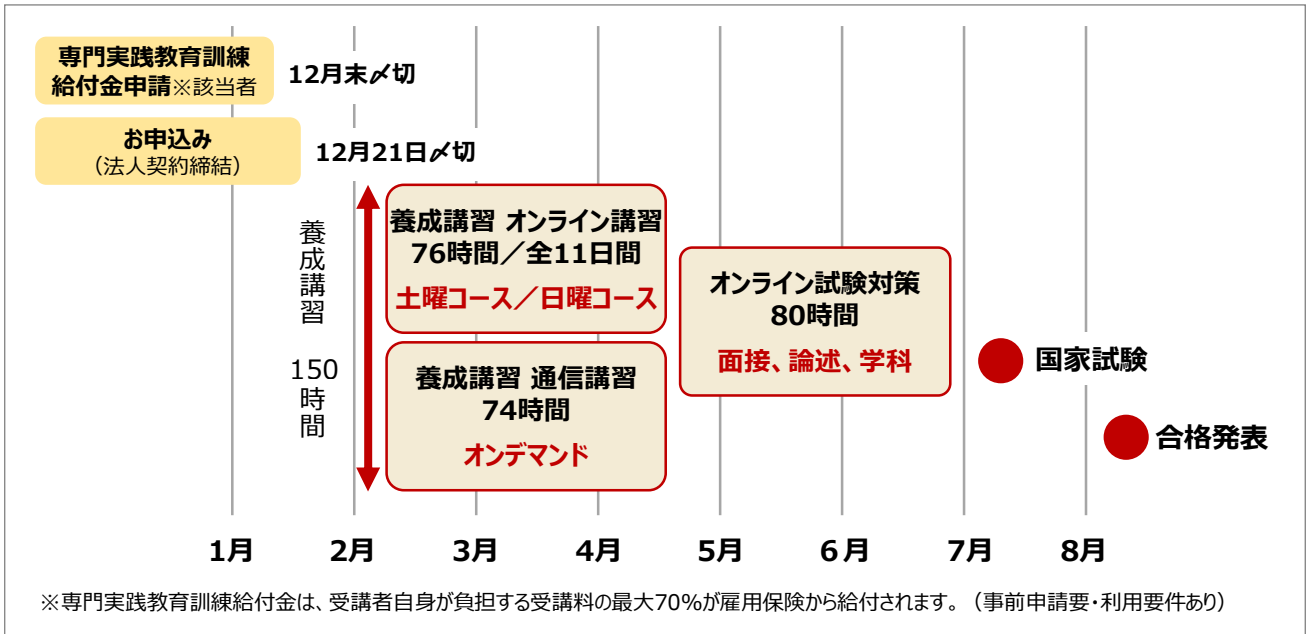 専門実践教育訓練
給付金申請※該当者
12月末〆切
お申込み
(法人契約締結)
12月21日〆切
養成講習 150時間
養成講習 オンライン講習
76時間／全11日間
土曜コース／日曜コース
養成講習 通信講習
74時間
オンデマンド
オンライン試験対策
80時間
面接、論述、学科
国家試験
合格発表
1月 2月 3月 4月 5月 6月 7月 8月
※専門実践教育訓練給付金は、受講者自身が負担する受講料の最大70%が雇用保険から給付されます。（事前申請要・利用要件あり）